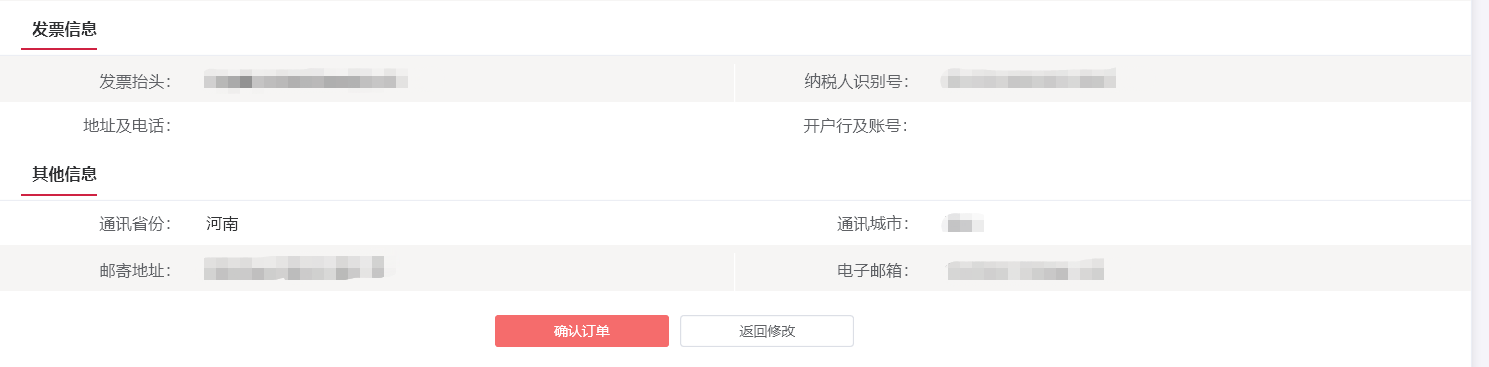 发票信息
发票抬头： 纳税人识别号：
地址及电话： 开户行及账号：
其他信息
通讯省份： 河南 通讯城市：
邮寄地址： 电子邮箱：
确认订单 返回修改